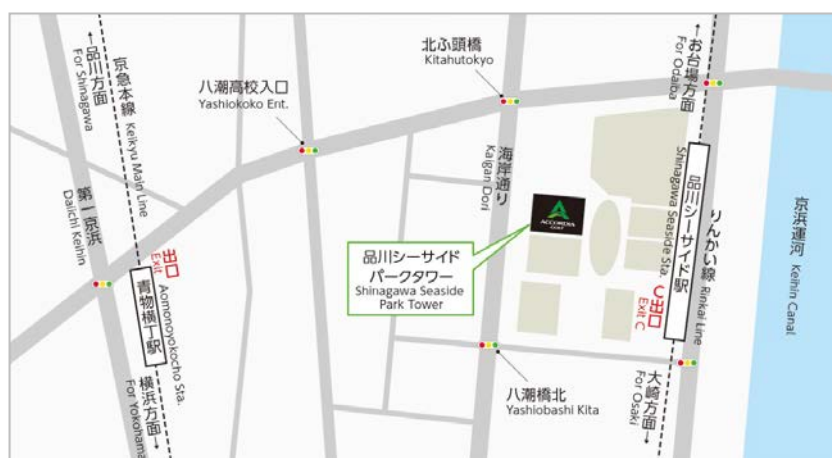 ←品川方面
For Shinagawa
京急本線 Keikyu Main Line
八潮高校入口
Yashiokoko Ent.
北ふ頭橋
Kitahutokyo
←お台場方面
For Odaiba
第一京浜
Daiichi Keihin
出口
Exit
青物横丁駅
Aomonoyokocho Sta.
横浜方面→
For Yokohama
海岸通り
Kaigan Dori
ACCORDIA
GOLF
品川シーサイド
パークタワー
Shinagawa Seaside
Park Tower
品川シーサイド駅
Shinagawa Seaside Sta.
C出口
Exit C
りんかい線 Rinkai Line
京浜運河 Keihin Canal
八潮橋北
Yashiobashi Kita
大崎方面→
For Osaki